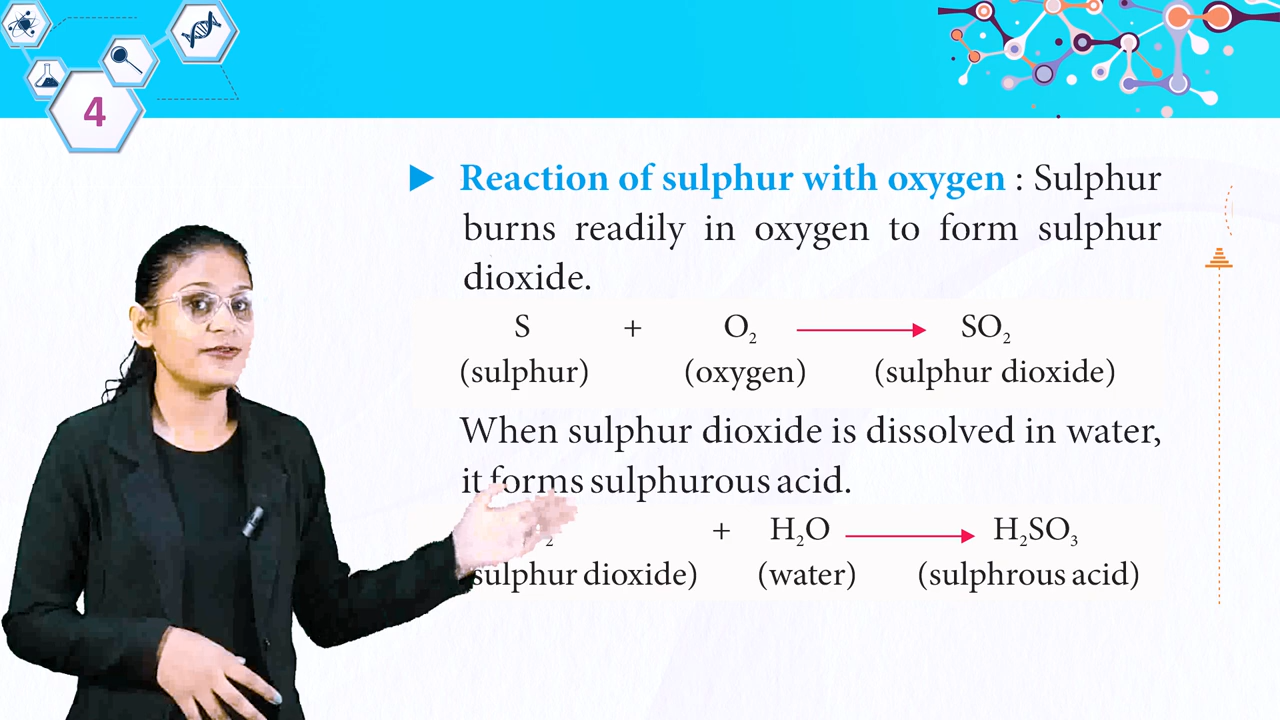 4
Reaction of sulphur with oxygen : Sulphur
burns readily in oxygen to form sulphur
dioxide.
S + O₂ ⟶ SO₂
(sulphur) (oxygen) (sulphur dioxide)
When sulphur dioxide is dissolved in water,
it forms sulphurous acid.
₂ + H₂O ⟶ H₂SO₃
sulphur dioxide) (water) (sulphrous acid)